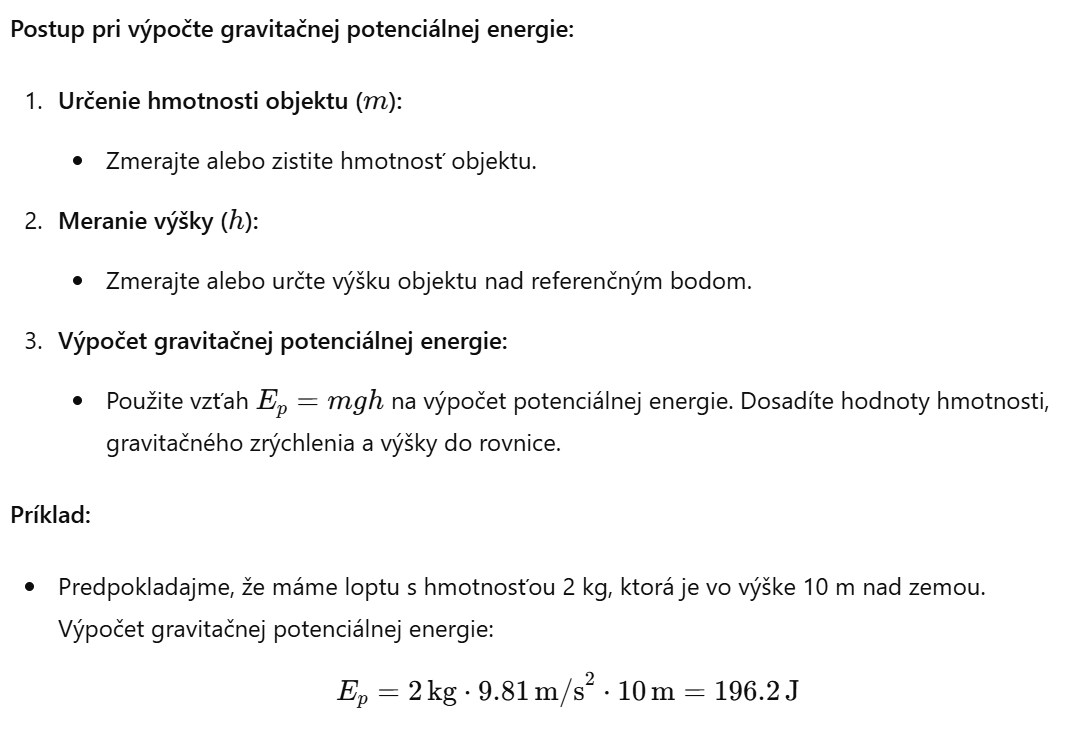 Postup pri výpočte gravitačnej potenciálnej energie:
1. Určenie hmotnosti objektu (m):
• Zmerajte alebo zistite hmotnosť objektu.
2. Meranie výšky (h):
• Zmerajte alebo určte výšku objektu nad referenčným bodom.
3. Výpočet gravitačnej potenciálnej energie:
• Použite vzťah E_p = mgh na výpočet potenciálnej energie. Dosadíte hodnoty hmotnosti,
gravitačného zrýchlenia a výšky do rovnice.
Príklad:
• Predpokladajme, že máme loptu s hmotnosťou 2 kg, ktorá je vo výške 10 m nad zemou.
Výpočet gravitačnej potenciálnej energie:
E_p = 2 kg · 9.81 m/s² · 10 m = 196.2 J